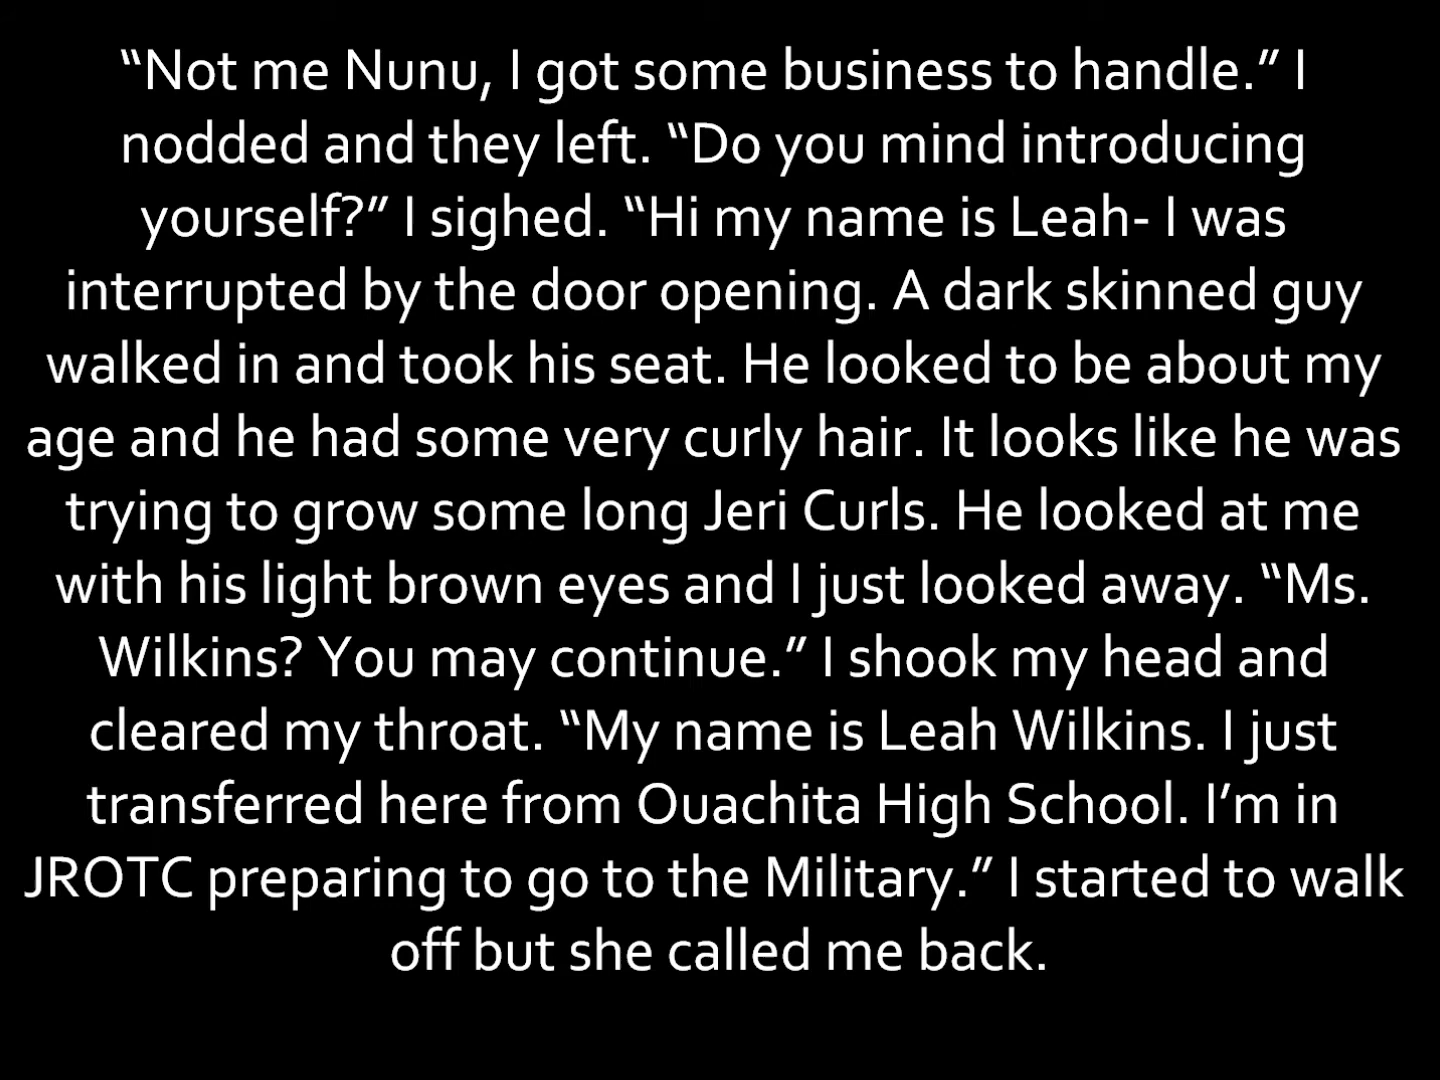 “Not me Nunu, I got some business to handle.” I
nodded and they left. “Do you mind introducing
yourself?” I sighed. “Hi my name is Leah- I was
interrupted by the door opening. A dark skinned guy
walked in and took his seat. He looked to be about my
age and he had some very curly hair. It looks like he was
trying to grow some long Jeri Curls. He looked at me
with his light brown eyes and I just looked away. “Ms.
Wilkins? You may continue.” I shook my head and
cleared my throat. “My name is Leah Wilkins. I just
transferred here from Ouachita High School. I’m in
JROTC preparing to go to the Military.” I started to walk
off but she called me back.